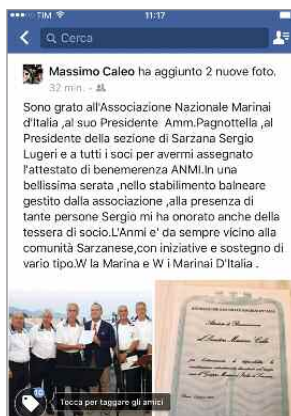 TIM 11:17
Cerca
Massimo Caleo ha aggiunto 2 nuove foto.
32 min.
Sono grato all'Associazione Nazionale Marinai
d'Italia ,al suo Presidente Amm.Pagnottella ,al
Presidente della sezione di Sarzana Sergio
Lugeri e a tutti i soci per avermi assegnato
l'attestato di benemerenza ANMI.In una
bellissima serata ,nello stabilimento balneare
gestito dalla associazione ,alla presenza di
tante persone Sergio mi ha onorato anche della
tessera di socio.L'Anmi e' da sempre vicino alla
comunità Sarzanese,con iniziative e sostegno di
vario tipo.W la Marina e W i Marinai D'Italia .
10
Tocca per taggare gli amici
Attestato di Benemerenza